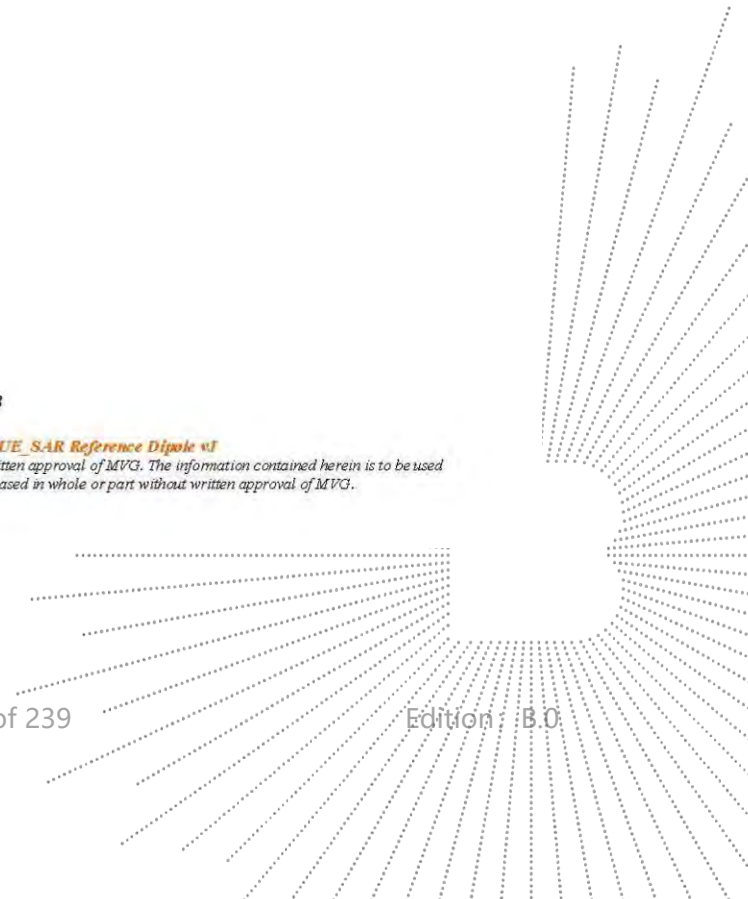 UE_SAR Reference Dipole vJ
tten approval of MVG. The information contained herein is to be used
ased in whole or part without written approval of MVG.
of 239
Edition: B.0